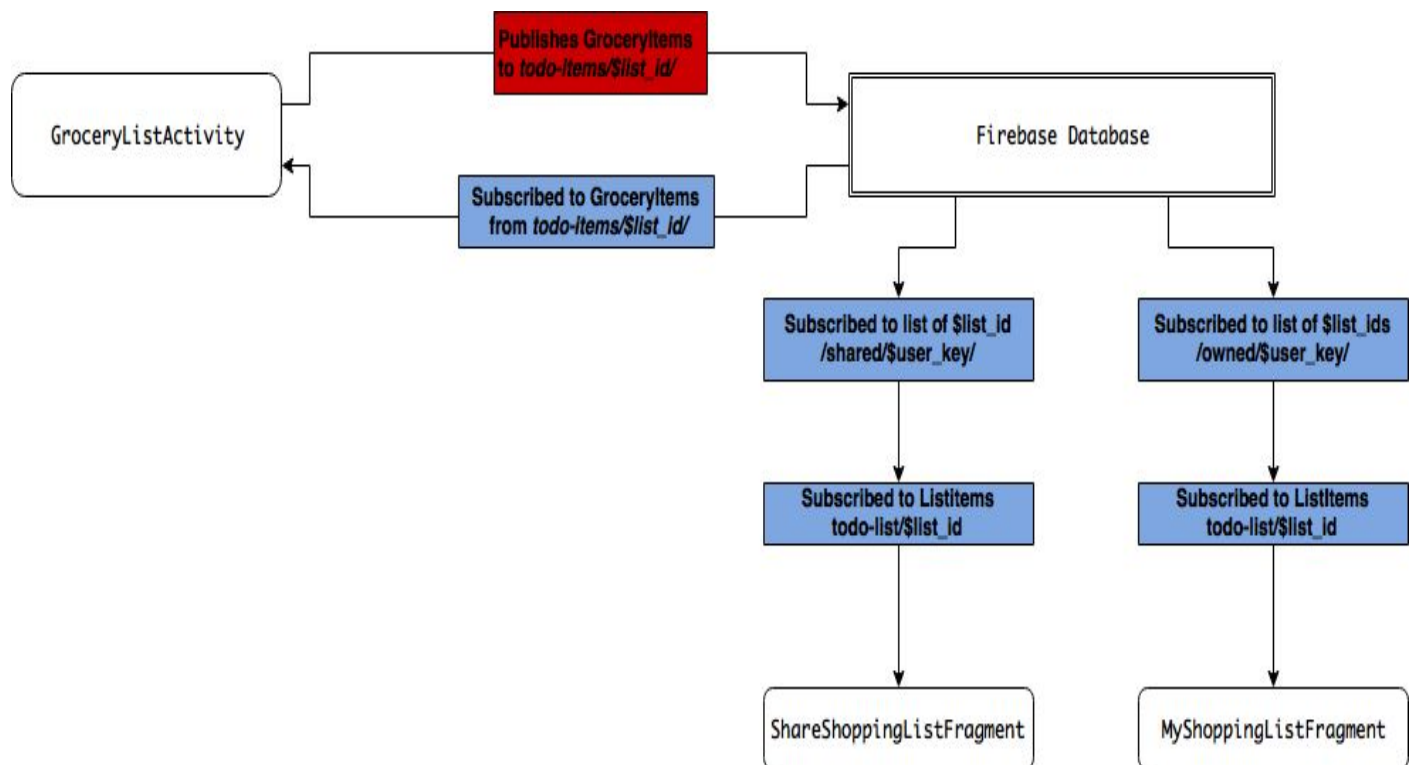 Publishes GroceryItems
to todo-items/$list_id/
GroceryListActivity
Firebase Database
Subscribed to GroceryItems
from todo-items/$list_id/
Subscribed to list of $list_id
/shared/$user_key/
Subscribed to list of $list_ids
/owned/$user_key/
Subscribed to Listitems
todo-list/$list_id
Subscribed to ListItems
todo-list/$list_id
ShareShoppingListFragment
MyShoppingListFragment